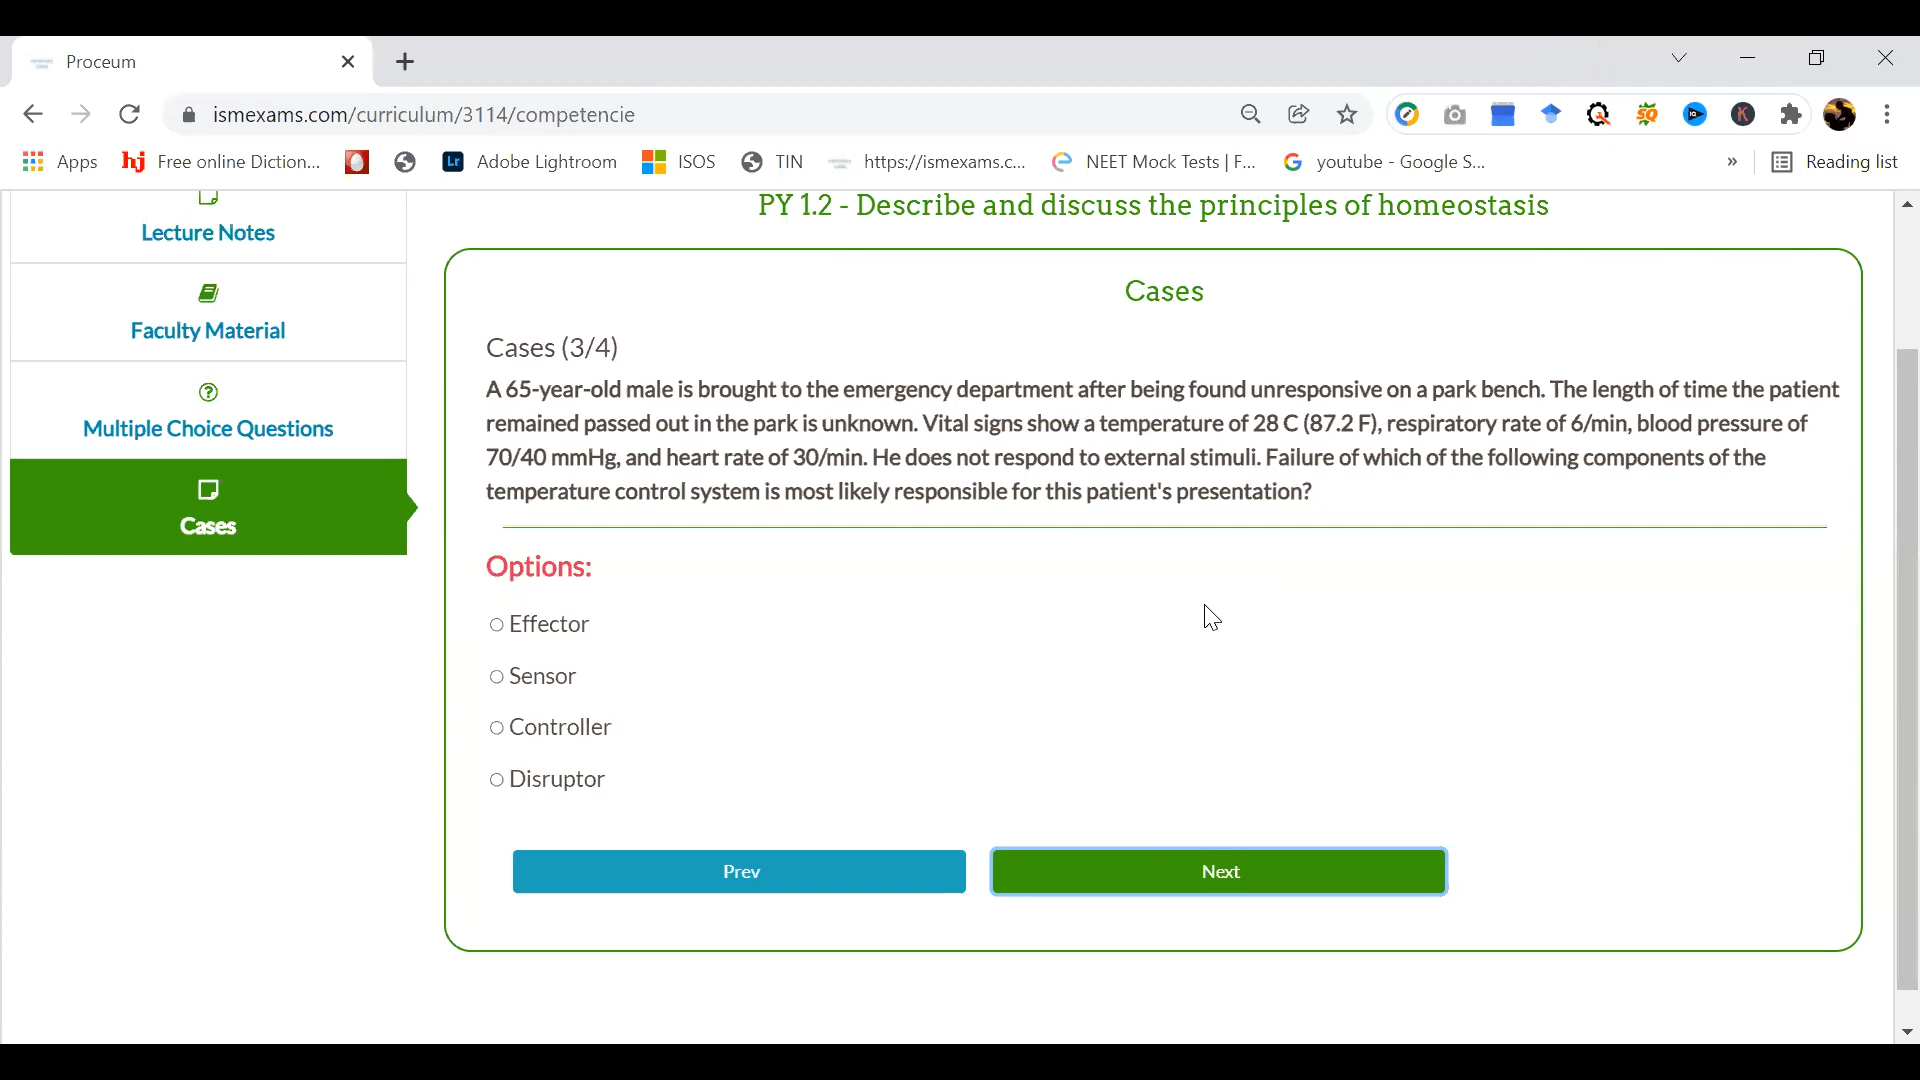 Proceum
ismexams.com/curriculum/3114/competencie
Apps
hj Free online Diction...
Lr Adobe Lightroom
ISOS
TIN
https://ismexams.c...
NEET Mock Tests | F...
youtube - Google S...
»
Reading list
Lecture Notes
Faculty Material
Multiple Choice Questions
Cases
PY 1.2 - Describe and discuss the principles of homeostasis
Cases
Cases (3/4)
A 65-year-old male is brought to the emergency department after being found unresponsive on a park bench. The length of time the patient
remained passed out in the park is unknown. Vital signs show a temperature of 28 C (87.2 F), respiratory rate of 6/min, blood pressure of
70/40 mmHg, and heart rate of 30/min. He does not respond to external stimuli. Failure of which of the following components of the
temperature control system is most likely responsible for this patient's presentation?
Options:
Effector
Sensor
Controller
Disruptor
Prev
Next